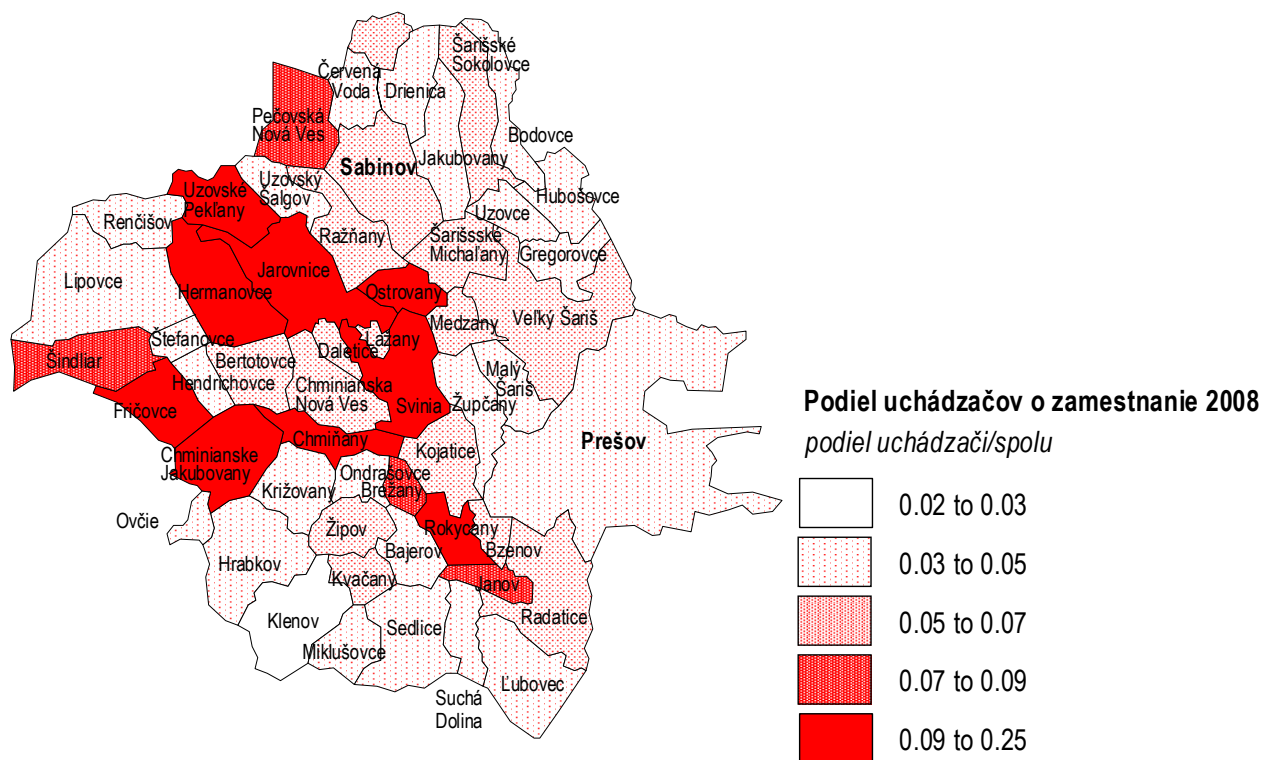 Šarišské
Sokolovce
Červená
Voda
Drienica
Pečovská
Nová Ves
Bodovce
Sabinov
Jakubovany
Uzovské
Pekľany
Uzovský
Šalgov
Hubošovce
Renčišov
Uzovce
Ražňany
Šarišsské
Michaľany
Gregorovce
Lipovce
Jarovnice
Hermanovce
Ostrovany
Medzany
Veľký Šariš
Štefanovce
Daletice
Lažany
Šindliar
Bertotovce
Hendrichovce
Malý
Šariš
Chminianska
Nová Ves
Svinia
Župčany
Fričovce
Chmiňany
Prešov
Chminianske
Jakubovany
Kojatice
Ondrašovce
Brežany
Križovany
Ovčie
Žipov
Rokycany
Bajerov
Bzenov
Hrabkov
Kvačany
Janov
Klenov
Radatice
Sedlice
Miklušovce
Ľubovec
Suchá
Dolina
Podiel uchádzačov o zamestnanie 2008
podiel uchádzači/spolu
0.02 to 0.03
0.03 to 0.05
0.05 to 0.07
0.07 to 0.09
0.09 to 0.25